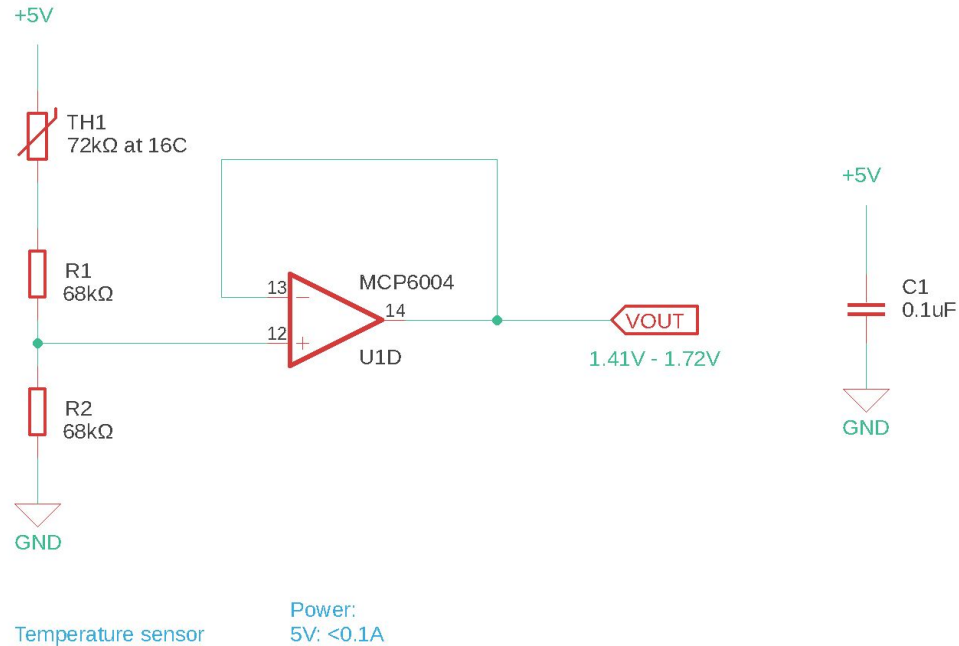 +5V
TH1
72kΩ at 16C
+5V
R1
68kΩ
13
MCP6004
14
C1
0.1uF
VOUT
12
+
U1D
1.41V - 1.72V
R2
68kΩ
GND
GND
Power:
Temperature sensor
5V: <0.1A